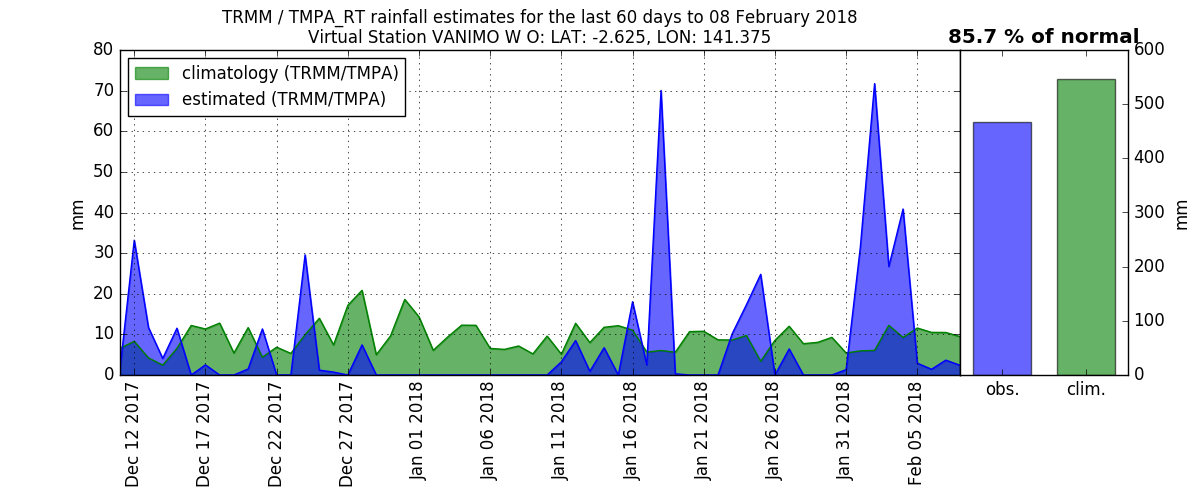 TRMM / TMPA_RT rainfall estimates for the last 60 days to 08 February 2018
Virtual Station VANIMO W O: LAT: -2.625, LON: 141.375
85.7 % of normal
climatology (TRMM/TMPA)
estimated (TRMM/TMPA)
80
70
60
50
40
30
20
10
0
mm
600
500
400
300
200
100
0
mm
Dec 12 2017
Dec 17 2017
Dec 22 2017
Dec 27 2017
Jan 01 2018
Jan 06 2018
Jan 11 2018
Jan 16 2018
Jan 21 2018
Jan 26 2018
Jan 31 2018
Feb 05 2018
obs.
clim.